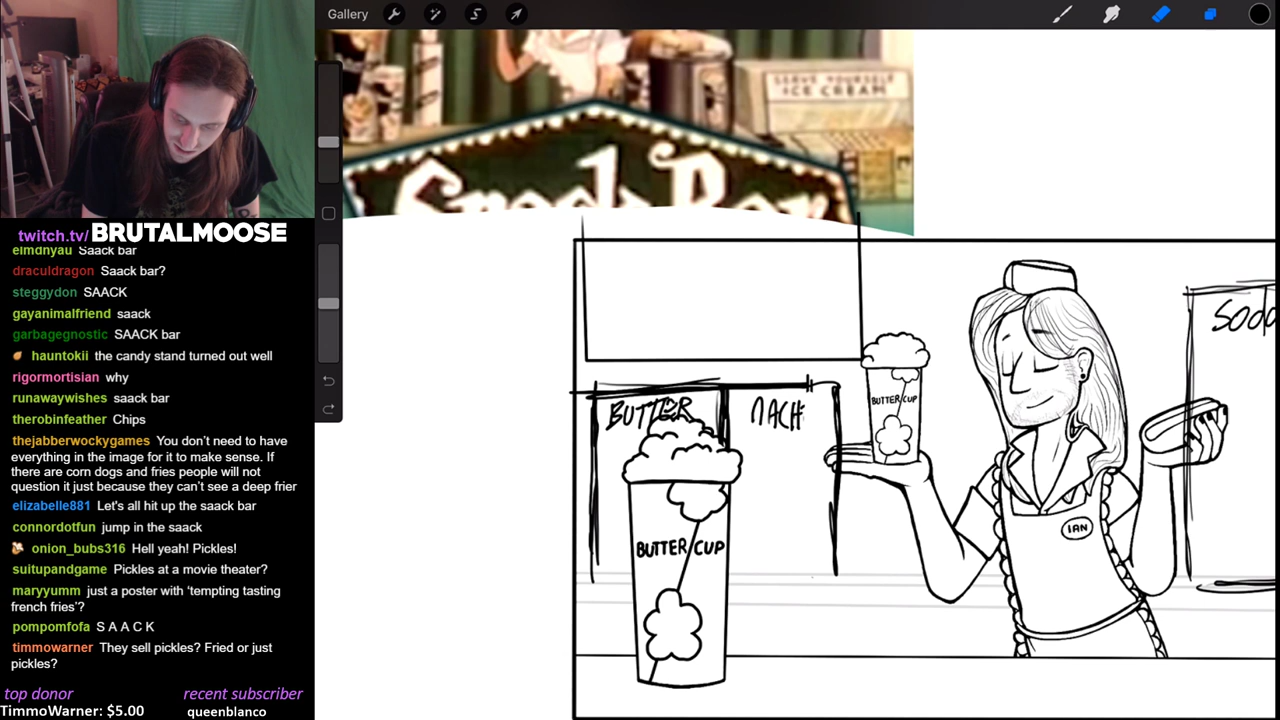 Gallery
SERVE YOURSELF
ICE CREAM
Snack Bar
twitch.tv/BRUTALMOOSE
elmdnyau Saack bar
draculdragon Saack bar?
steggydon SAACK
gayanimalfriend saack
garbagegnostic SAACK bar
hauntokii the candy stand turned out well
rigormortisian why
runawaywishes saack bar
therobinfeather Chips
thejabberwockygames You don't need to have
everything in the image for it to make sense. If
there are corn dogs and fries people will not
question it just because they can't see a deep frier
elizabelle881 Let's all hit up the saack bar
connordotfun jump in the saack
onion_bubs316 Hell yeah! Pickles!
suitupandgame Pickles at a movie theater?
maryyumm just a poster with 'tempting tasting
french fries'?
pompomfofa S A A C K
timmowarner They sell pickles? Fried or just
pickles?
top donor
recent subscriber
TimmoWarner: $5.00
queenblanco
Soda
BUTTER
NACH
BUTTER CUP
BUTTER CUP
IAN